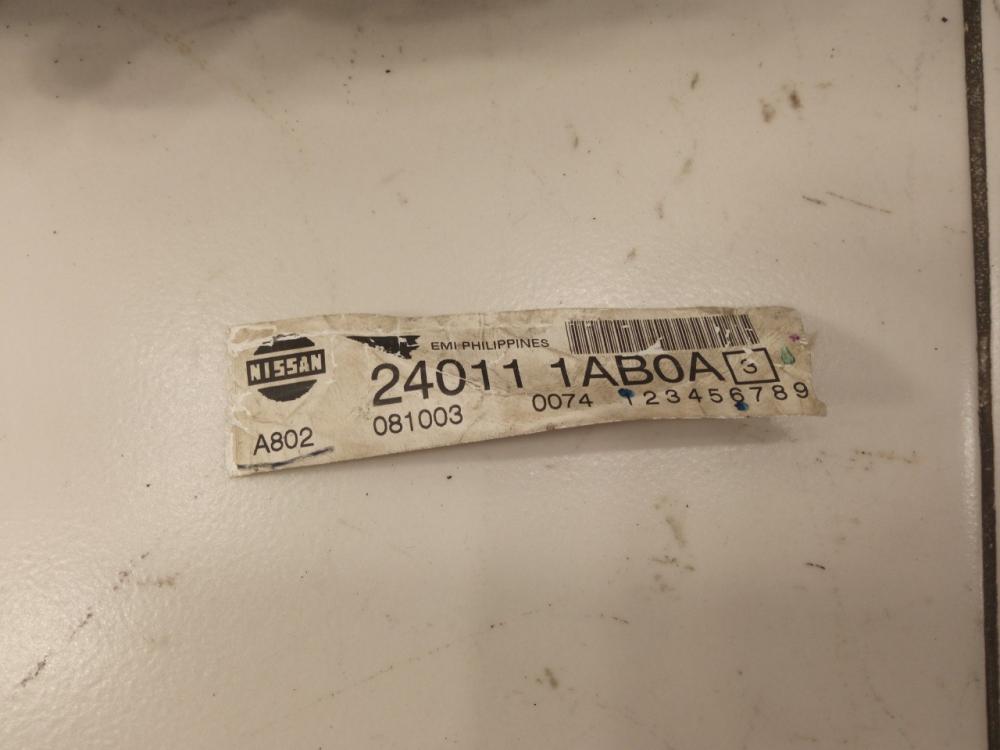 NISSAN
EMI PHILIPPINES
24011 1AB0A 3
A802
081003
0074 123456789